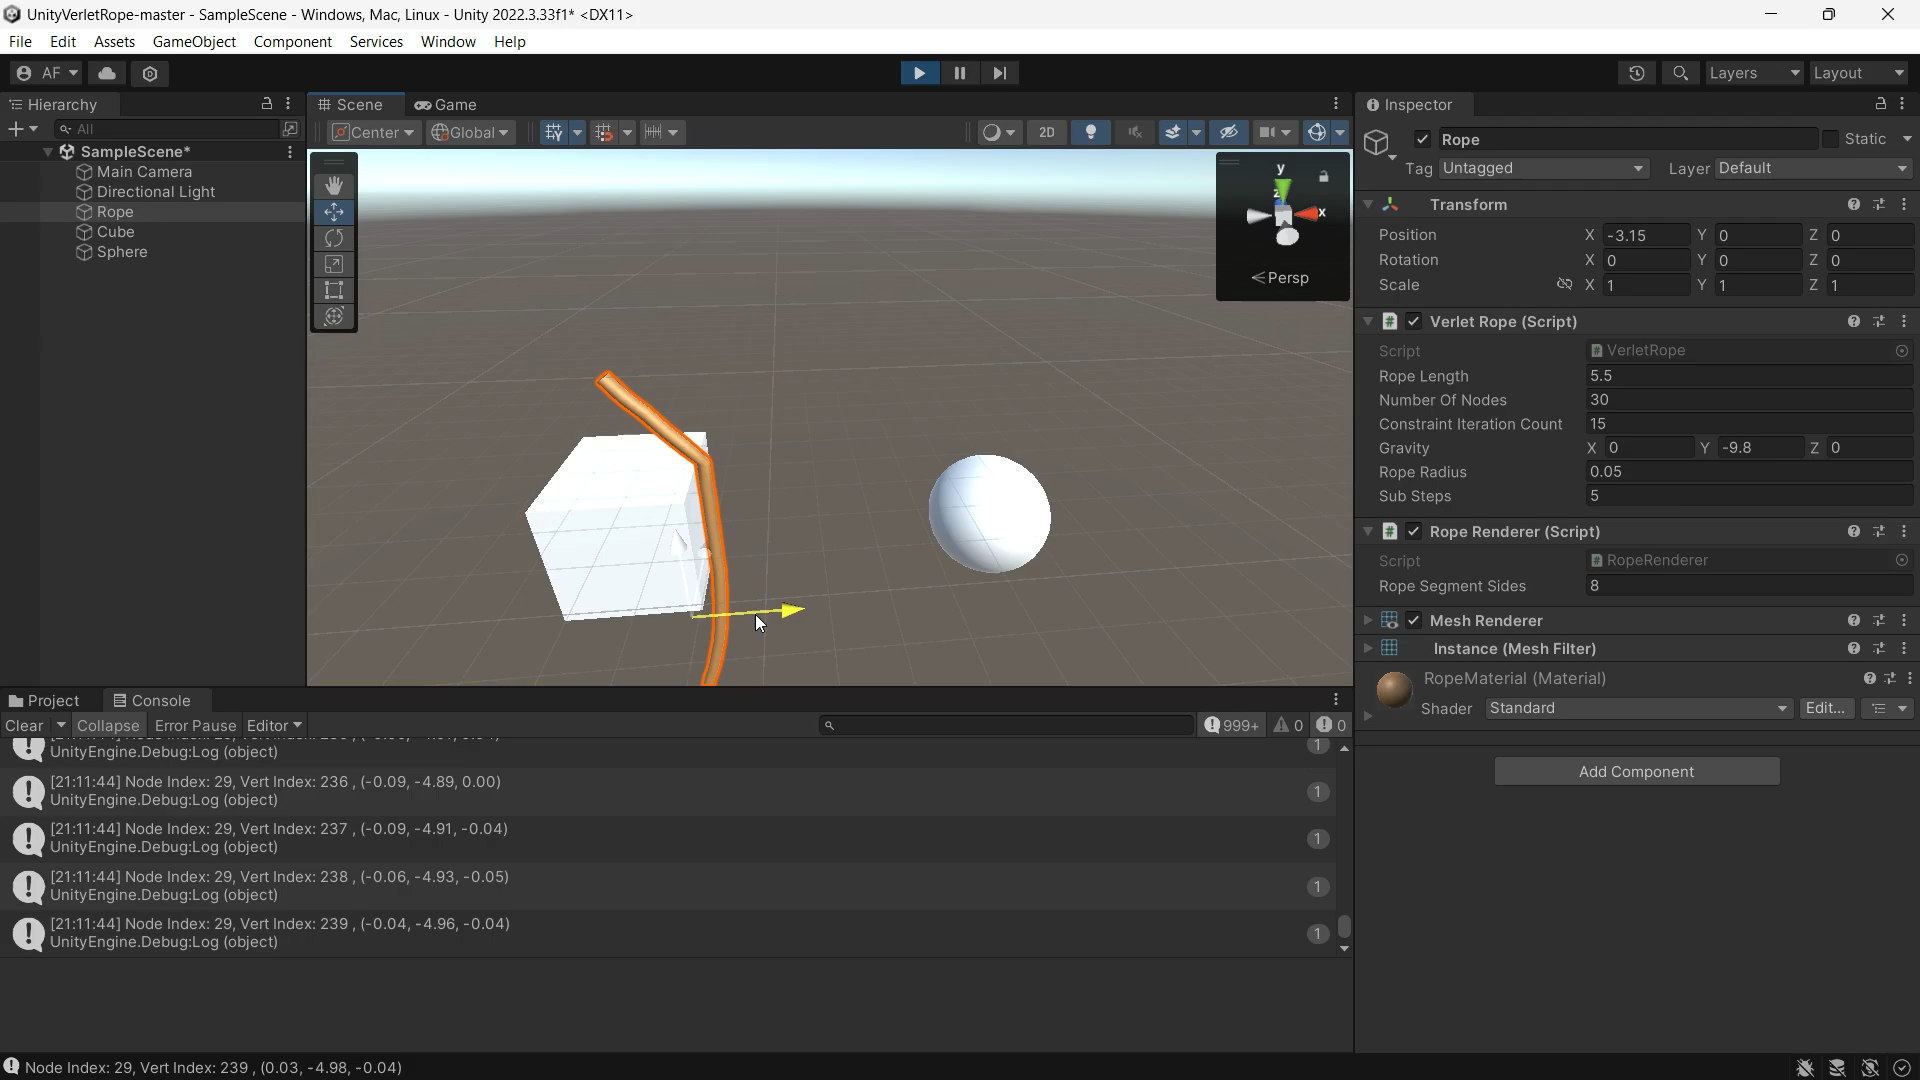 UnityVerletRope-master - SampleScene - Windows, Mac, Linux - Unity 2022.3.33f1* <DX11>
File Edit Assets GameObject Component Services Window Help
AF Layers Layout
Hierarchy
All
SampleScene*
Main Camera
Directional Light
Rope
Cube
Sphere
Scene Game
Center Global 2D
y
z
x
Persp
Inspector
Rope Static
Tag Untagged Layer Default
Transform
Position X -3.15 Y 0 Z 0
Rotation X 0 Y 0 Z 0
Scale X 1 Y 1 Z 1
Verlet Rope (Script)
Script VerletRope
Rope Length 5.5
Number Of Nodes 30
Constraint Iteration Count 15
Gravity X 0 Y -9.8 Z 0
Rope Radius 0.05
Sub Steps 5
Rope Renderer (Script)
Script RopeRenderer
Rope Segment Sides 8
Mesh Renderer
Instance (Mesh Filter)
RopeMaterial (Material)
Shader Standard Edit...
Add Component
Project Console
Clear Collapse Error Pause Editor 999+ 0 0
UnityEngine.Debug:Log (object) 1
[21:11:44] Node Index: 29, Vert Index: 236 , (-0.09, -4.89, 0.00)
UnityEngine.Debug:Log (object) 1
[21:11:44] Node Index: 29, Vert Index: 237 , (-0.09, -4.91, -0.04)
UnityEngine.Debug:Log (object) 1
[21:11:44] Node Index: 29, Vert Index: 238 , (-0.06, -4.93, -0.05)
UnityEngine.Debug:Log (object) 1
[21:11:44] Node Index: 29, Vert Index: 239 , (-0.04, -4.96, -0.04)
UnityEngine.Debug:Log (object) 1
Node Index: 29, Vert Index: 239 , (0.03, -4.98, -0.04)